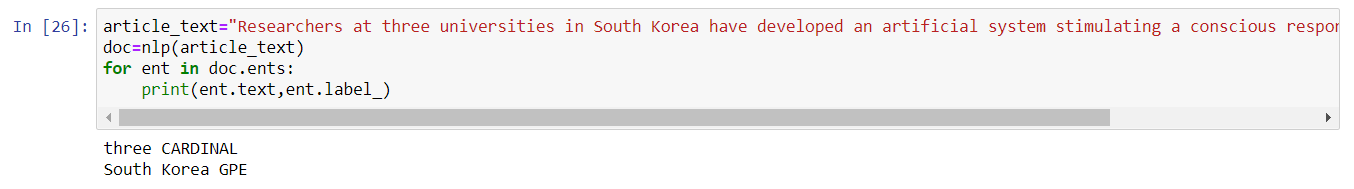 In [26]: article_text="Researchers at three universities in South Korea have developed an artificial system stimulating a conscious
doc=nlp(article_text)
for ent in doc.ents:
    print(ent.text,ent.label_)
three CARDINAL
South Korea GPE